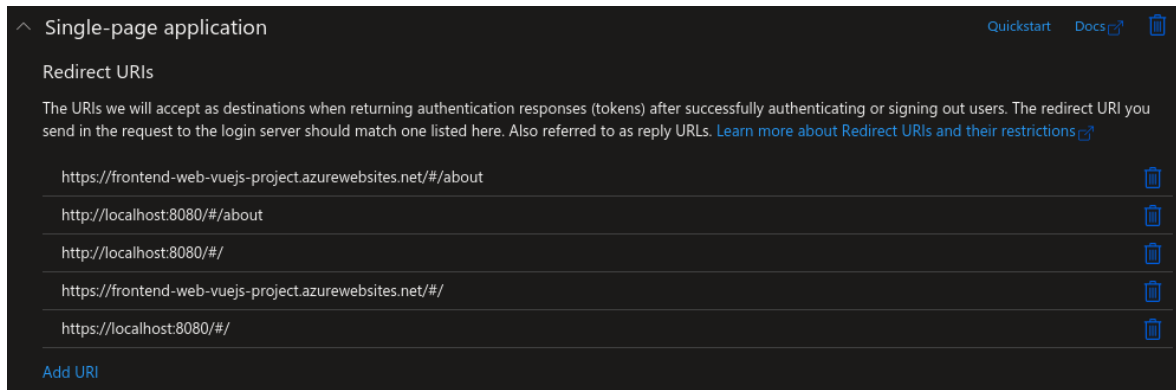 Single-page application
Quickstart Docs
Redirect URIs
The URIs we will accept as destinations when returning authentication responses (tokens) after successfully authenticating or signing out users. The redirect URI you
send in the request to the login server should match one listed here. Also referred to as reply URLs. Learn more about Redirect URIs and their restrictions
https://frontend-web-vuejs-project.azurewebsites.net/#/about
http://localhost:8080/#/about
http://localhost:8080/#/
https://frontend-web-vuejs-project.azurewebsites.net/#/
https://localhost:8080/#/
Add URI